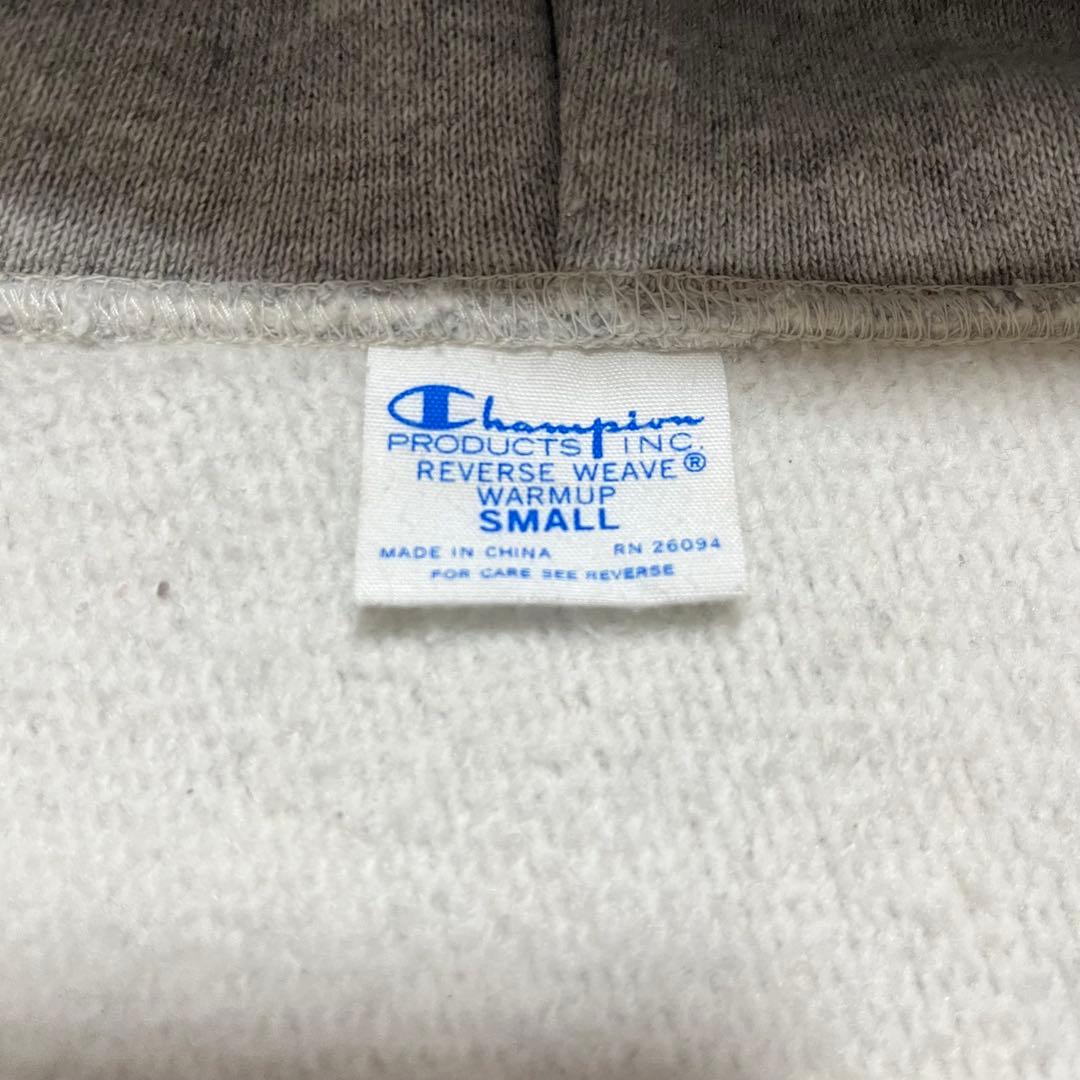 Champion
PRODUCTS INC.
REVERSE WEAVE®
WARMUP
SMALL
MADE IN CHINA RN 26094
FOR CARE SEE REVERSE